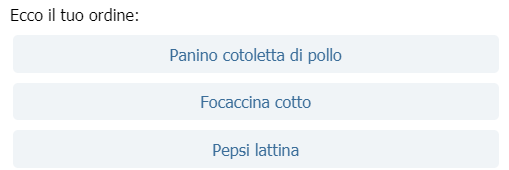 Ecco il tuo ordine:
Panino cotoletta di pollo
Focaccina cotto
Pepsi lattina